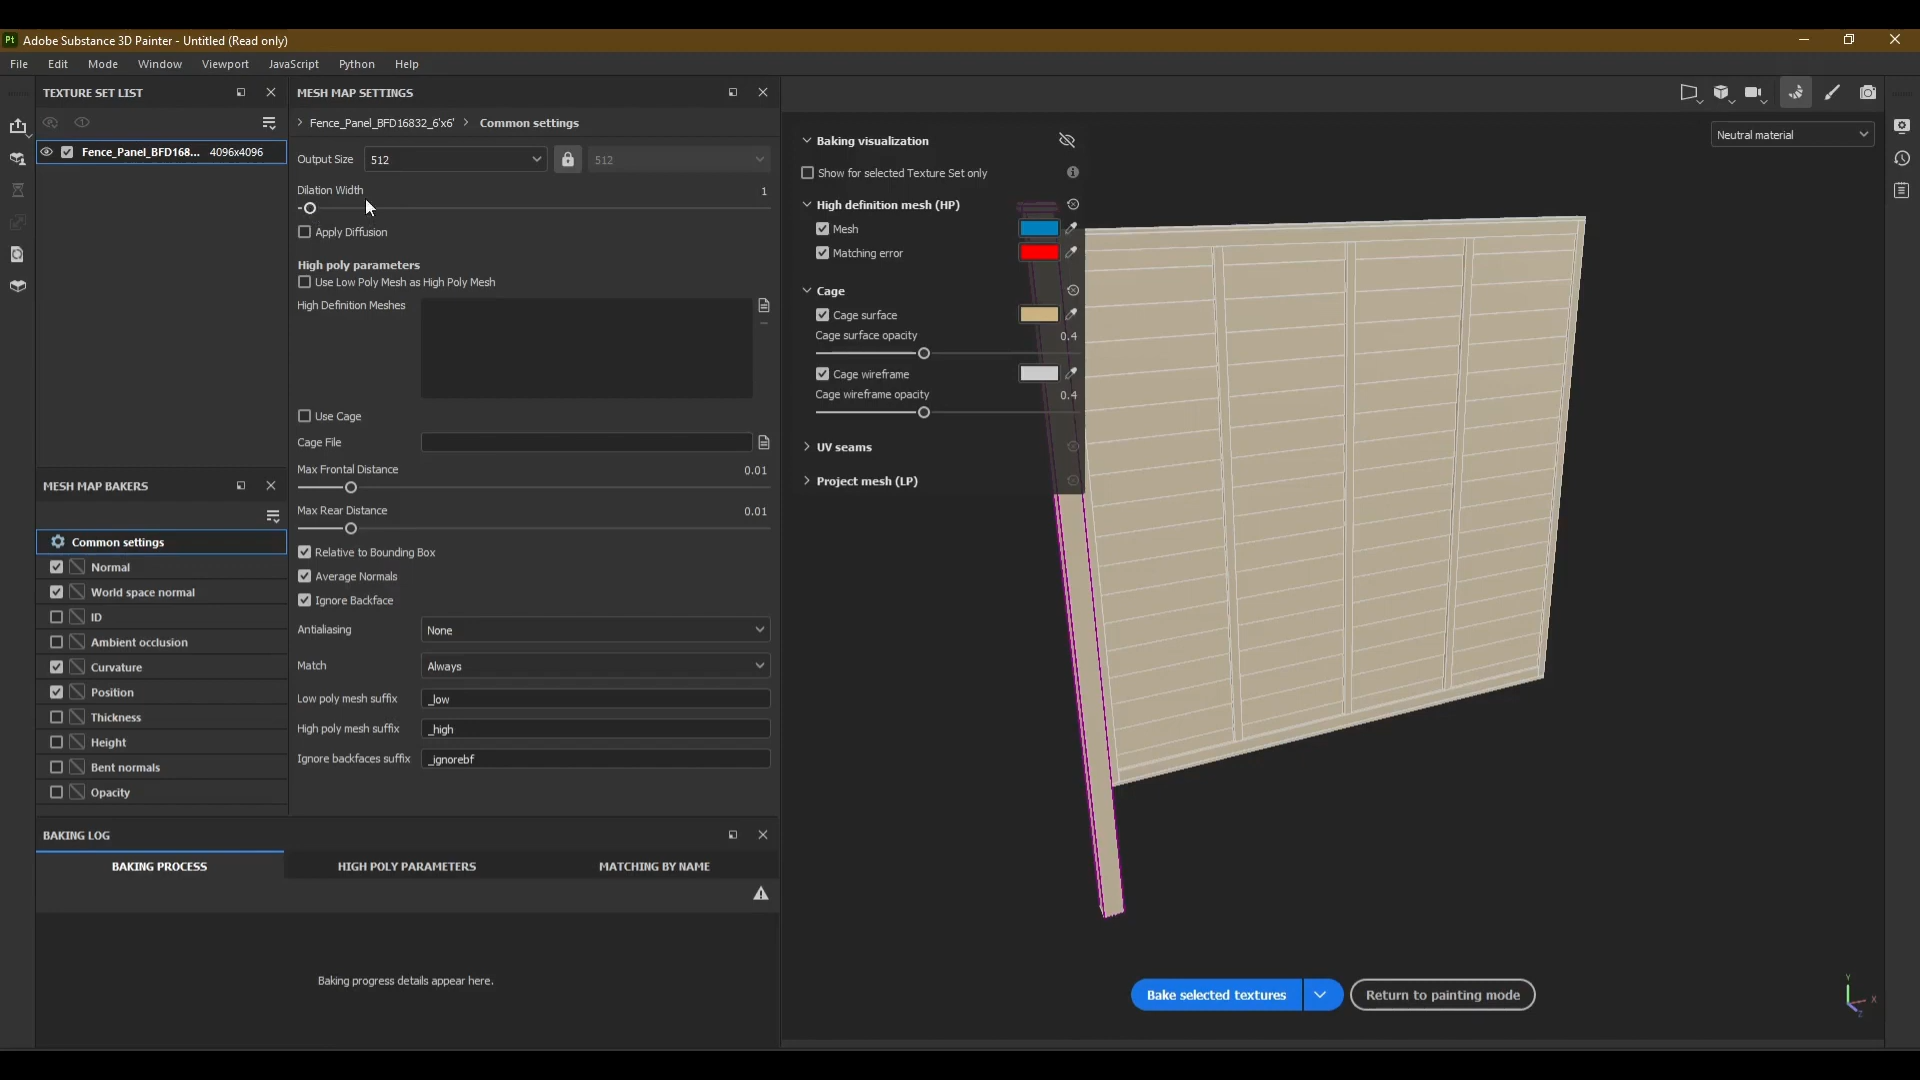 Pt Adobe Substance 3D Painter - Untitled (Read only)
File Edit Mode Window Viewport JavaScript Python Help
TEXTURE SET LIST
Fence_Panel_BFD168... 4096x4096
MESH MAP SETTINGS
Fence_Panel_BFD16832_6'x6' > Common settings
Output Size 512 512
Dilation Width 1
Apply Diffusion
High poly parameters
Use Low Poly Mesh as High Poly Mesh
High Definition Meshes
Use Cage
Cage File
Max Frontal Distance 0.01
Max Rear Distance 0.01
Relative to Bounding Box
Average Normals
Ignore Backface
Antialiasing None
Match Always
Low poly mesh suffix _low
High poly mesh suffix _high
Ignore backfaces suffix _ignorebf
MESH MAP BAKERS
Common settings
Normal
World space normal
ID
Ambient occlusion
Curvature
Position
Thickness
Height
Bent normals
Opacity
BAKING LOG
BAKING PROCESS HIGH POLY PARAMETERS MATCHING BY NAME
Baking progress details appear here.
Baking visualization
Show for selected Texture Set only
High definition mesh (HP)
Mesh
Matching error
Cage
Cage surface
Cage surface opacity 0.4
Cage wireframe
Cage wireframe opacity 0.4
UV seams
Project mesh (LP)
Neutral material
Bake selected textures
Return to painting mode
Y
X
Z